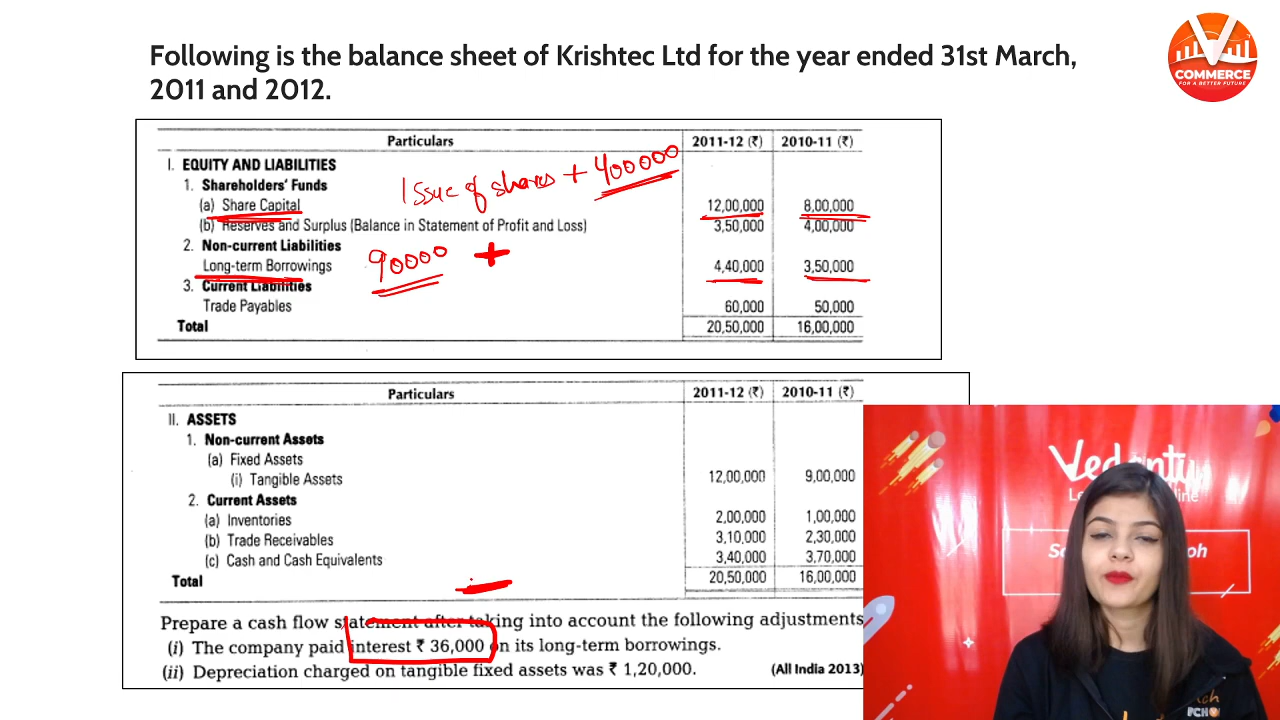 Following is the balance sheet of Krishtec Ltd for the year ended 31st March,
2011 and 2012.
COMMERCE
FOR A BETTER FUTURE
Particulars 2011-12 (₹) 2010-11 (₹)
I. EQUITY AND LIABILITIES
1. Shareholders' Funds
Issue of shares + 400000
(a) Share Capital 12,00,000 8,00,000
(b) Reserves and Surplus (Balance in Statement of Profit and Loss) 3,50,000 4,00,000
2. Non-current Liabilities
Long-term Borrowings 90000 + 4,40,000 3,50,000
3. Current Liabilities
Trade Payables 60,000 50,000
Total 20,50,000 16,00,000
Particulars 2011-12 (₹) 2010-11 (₹)
II. ASSETS
1. Non-current Assets
(a) Fixed Assets
(i) Tangible Assets 12,00,000 9,00,000
2. Current Assets
(a) Inventories 2,00,000 1,00,000
(b) Trade Receivables 3,10,000 2,30,000
(c) Cash and Cash Equivalents 3,40,000 3,70,000
Total 20,50,000 16,00,000
Prepare a cash flow statement after taking into account the following adjustments
(i) The company paid interest ₹ 36,000 on its long-term borrowings.
(ii) Depreciation charged on tangible fixed assets was ₹ 1,20,000. (All India 2013)